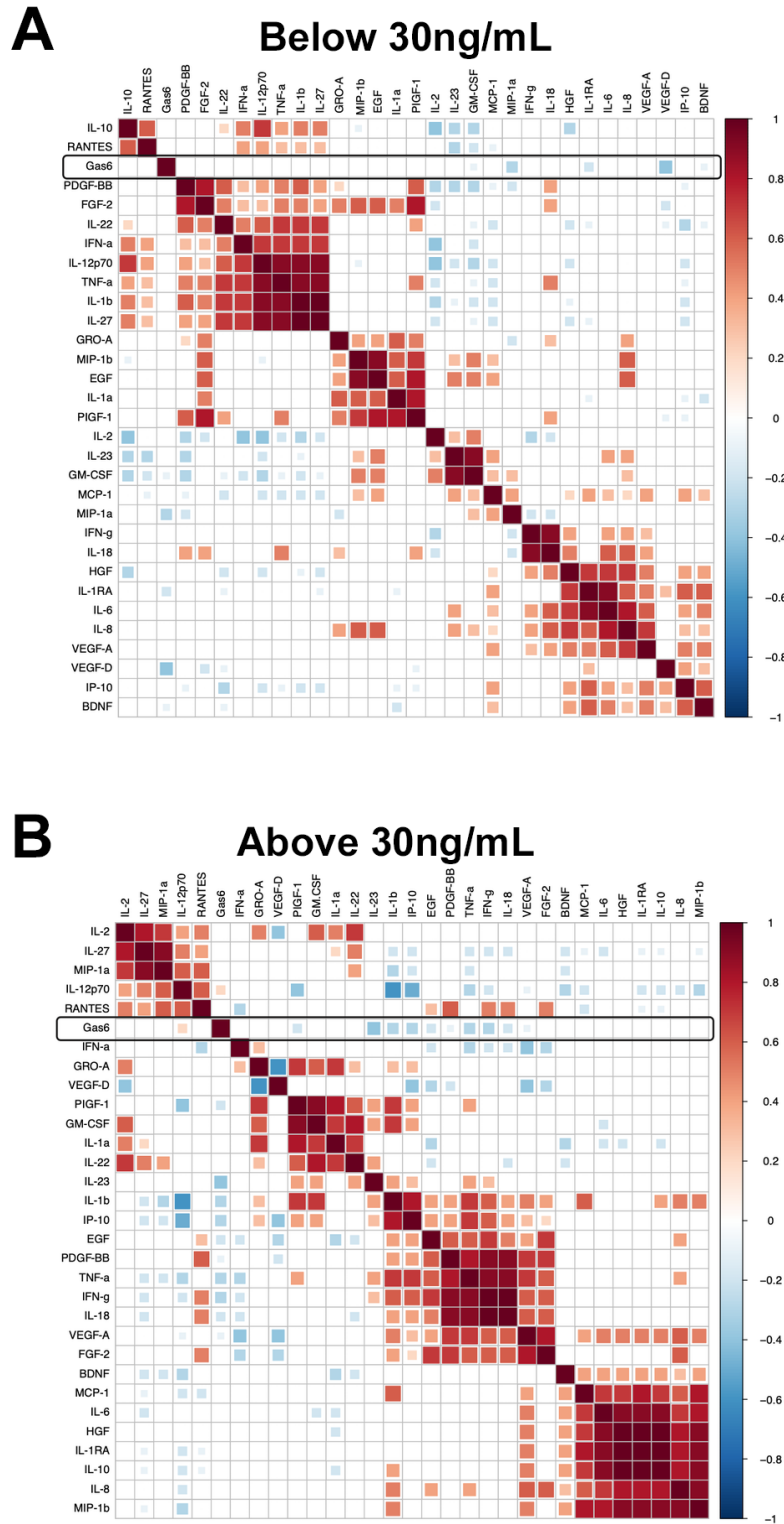 A
Below 30ng/mL
IL-10 RANTES Gas6 PDGF-BB FGF-2 IL-22 IFN-a IL-12p70 TNF-a IL-1b IL-27 GRO-A MIP-1b EGF IL-1a PIGF-1 IL-2 IL-23 GM-CSF MCP-1 MIP-1a IFN-g IL-18 HGF IL-1RA IL-6 IL-8 VEGF-A VEGF-D IP-10 BDNF
IL-10
RANTES
Gas6
PDGF-BB
FGF-2
IL-22
IFN-a
IL-12p70
TNF-a
IL-1b
IL-27
GRO-A
MIP-1b
EGF
IL-1a
PIGF-1
IL-2
IL-23
GM-CSF
MCP-1
MIP-1a
IFN-g
IL-18
HGF
IL-1RA
IL-6
IL-8
VEGF-A
VEGF-D
IP-10
BDNF
1
0.8
0.6
0.4
0.2
0
-0.2
-0.4
-0.6
-0.8
-1
B
Above 30ng/mL
IL-2 IL-27 MIP-1a IL-12p70 RANTES Gas6 IFN-a GRO-A VEGF-D PIGF-1 GM.CSF IL-1a IL-22 IL-23 IL-1b IP-10 EGF PDGF-BB TNF-a IFN-g IL-18 VEGF-A FGF-2 BDNF MCP-1 IL-6 HGF IL-1RA IL-10 IL-8 MIP-1b
IL-2
IL-27
MIP-1a
IL-12p70
RANTES
Gas6
IFN-a
GRO-A
VEGF-D
PIGF-1
GM-CSF
IL-1a
IL-22
IL-23
IL-1b
IP-10
EGF
PDGF-BB
TNF-a
IFN-g
IL-18
VEGF-A
FGF-2
BDNF
MCP-1
IL-6
HGF
IL-1RA
IL-10
IL-8
MIP-1b
1
0.8
0.6
0.4
0.2
0
-0.2
-0.4
-0.6
-0.8
-1